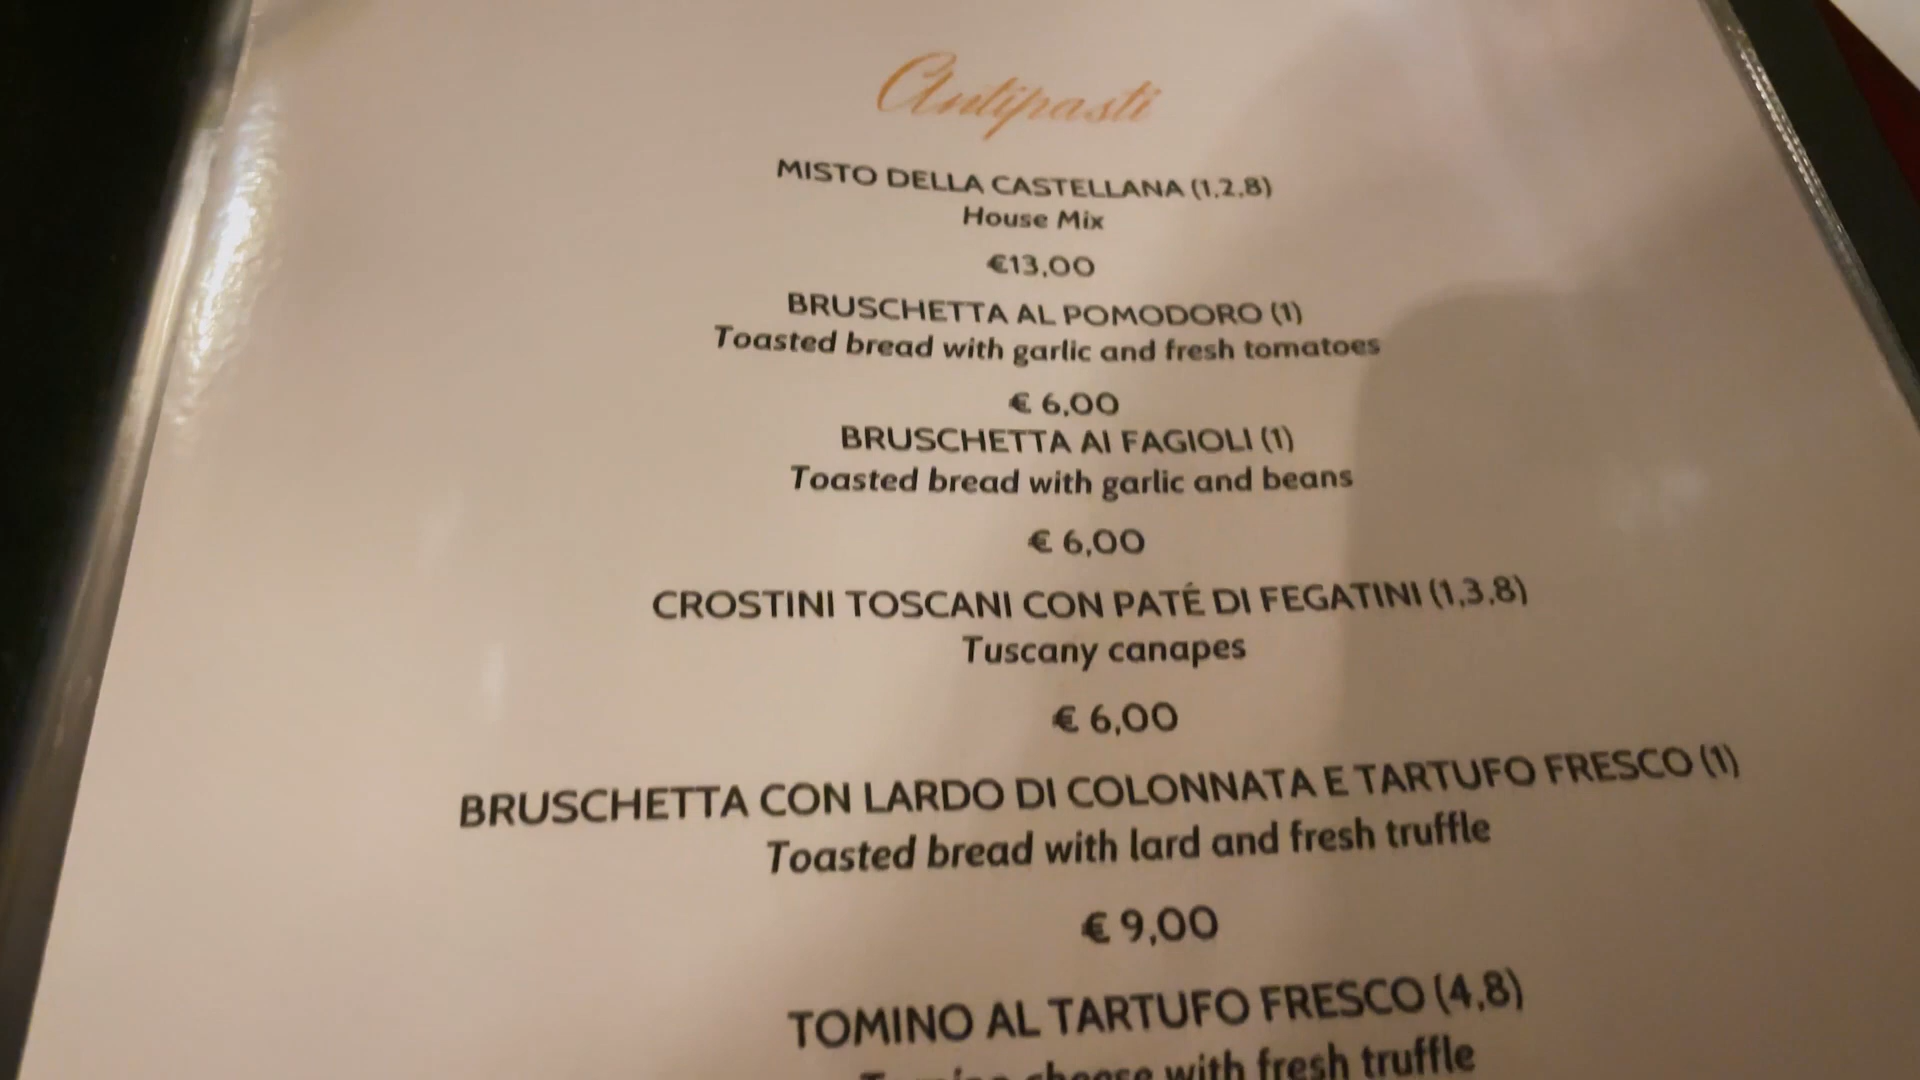 Antipasti
MISTO DELLA CASTELLANA (1,2,8)
House Mix
€13,00
BRUSCHETTA AL POMODORO (1)
Toasted bread with garlic and fresh tomatoes
€ 6,00
BRUSCHETTA AI FAGIOLI (1)
Toasted bread with garlic and beans
€ 6,00
CROSTINI TOSCANI CON PATÉ DI FEGATINI (1,3,8)
Tuscany canapes
€ 6,00
BRUSCHETTA CON LARDO DI COLONNATA E TARTUFO FRESCO (1)
Toasted bread with lard and fresh truffle
€ 9,00
TOMINO AL TARTUFO FRESCO (4,8)
cheese with fresh truffle